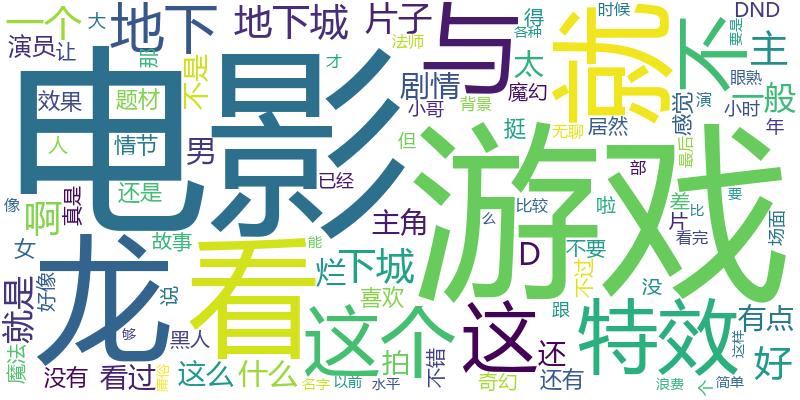 一个
大
地下
地下城
片子
与
就
时候
DND
各种
得
不
要是
演员
让
那
不是
法师
才
太
主
眼熟
电影
剧情
魔幻
一般
效果
题材
小哥
背景
感觉
小时
演
人
情节
男
但
挺
无聊
居然
年
最后
游戏
像
真是
还是
已经
部
差
要
啊
主角
比较
啦
片
比
场面
女
故事
龙
看
能
烂
下城
D
么
不要
看完
就是
好像
说
喜欢
不过
没
魔法
够
黑人
这个
这
特效
跟
有点
没有
看过
庸俗
这么
什么
拍
不错
还
还有
好
这样
名字
以前
水平
奇幻
浪费
个
简单